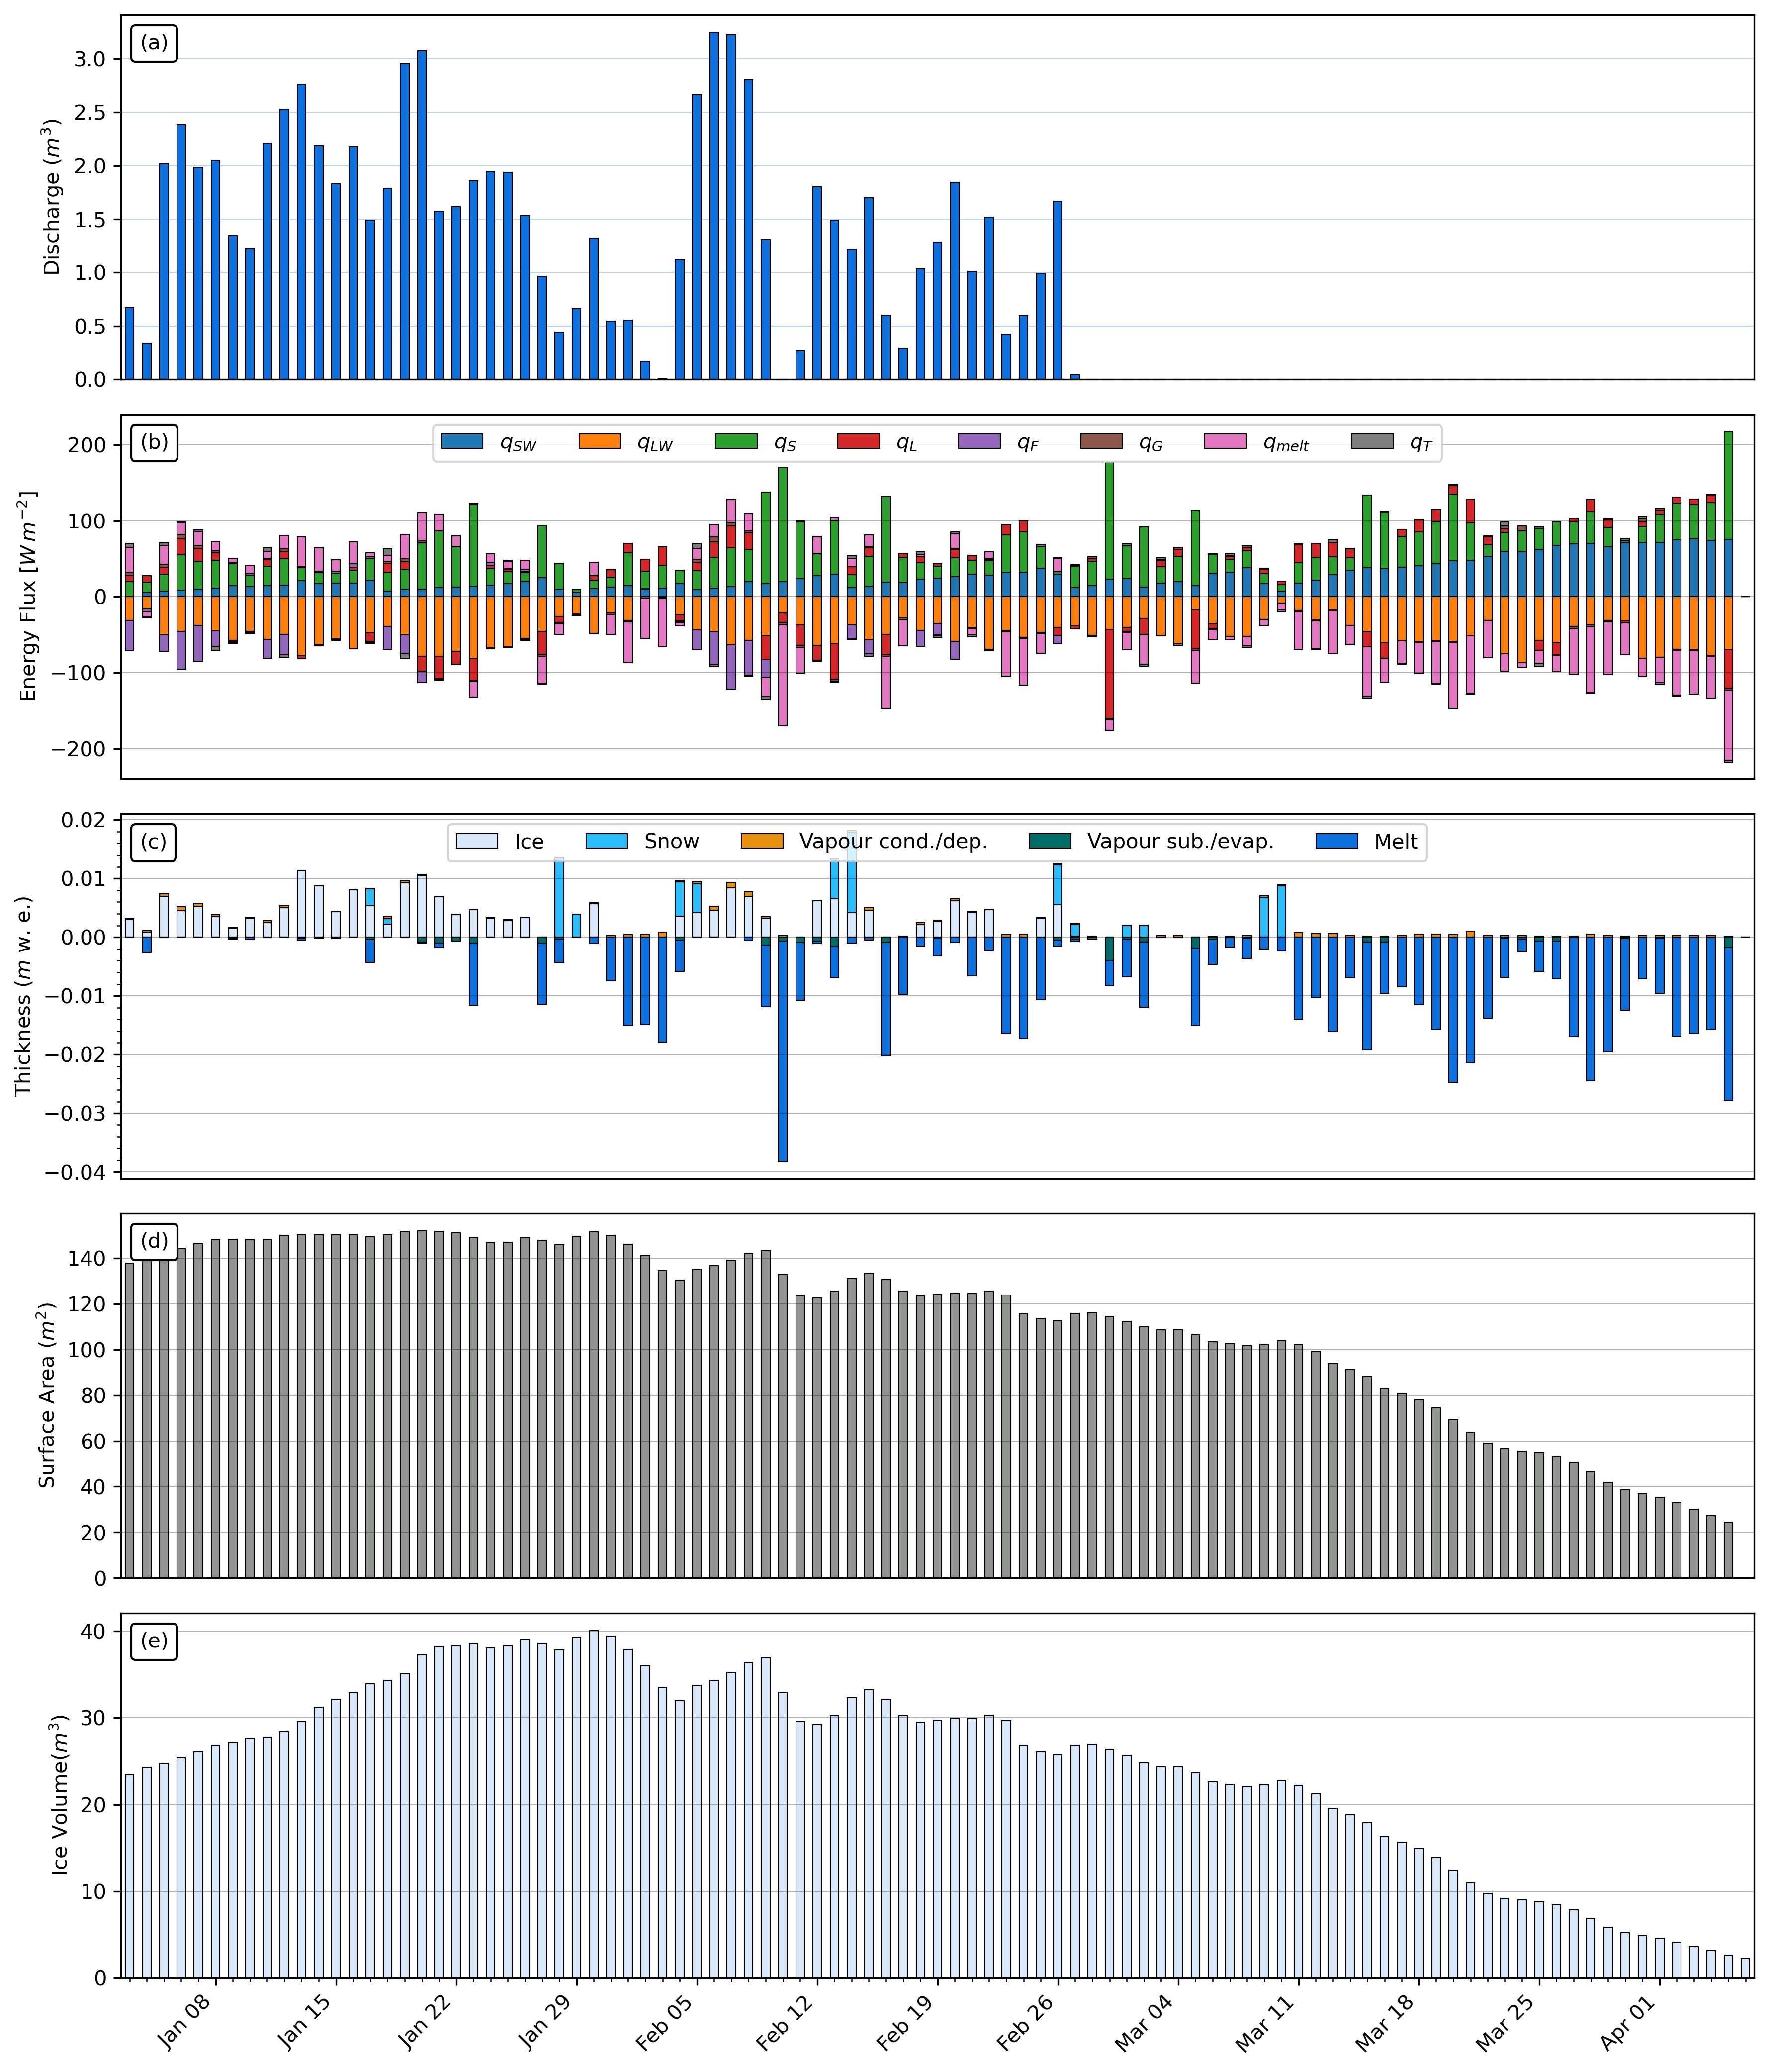 (a)
Discharge (m³)
3.0
2.5
2.0
1.5
1.0
0.5
0.0
(b)
q_SW q_LW q_S q_L q_F q_G q_melt q_T
Energy Flux [W m⁻²]
200
100
0
−100
−200
(c)
Ice Snow Vapour cond./dep. Vapour sub./evap. Melt
Thickness (m w. e.)
0.02
0.01
0.00
−0.01
−0.02
−0.03
−0.04
(d)
Surface Area (m²)
140
120
100
80
60
40
20
0
(e)
Ice Volume(m³)
40
30
20
10
0
Jan 08 Jan 15 Jan 22 Jan 29 Feb 05 Feb 12 Feb 19 Feb 26 Mar 04 Mar 11 Mar 18 Mar 25 Apr 01